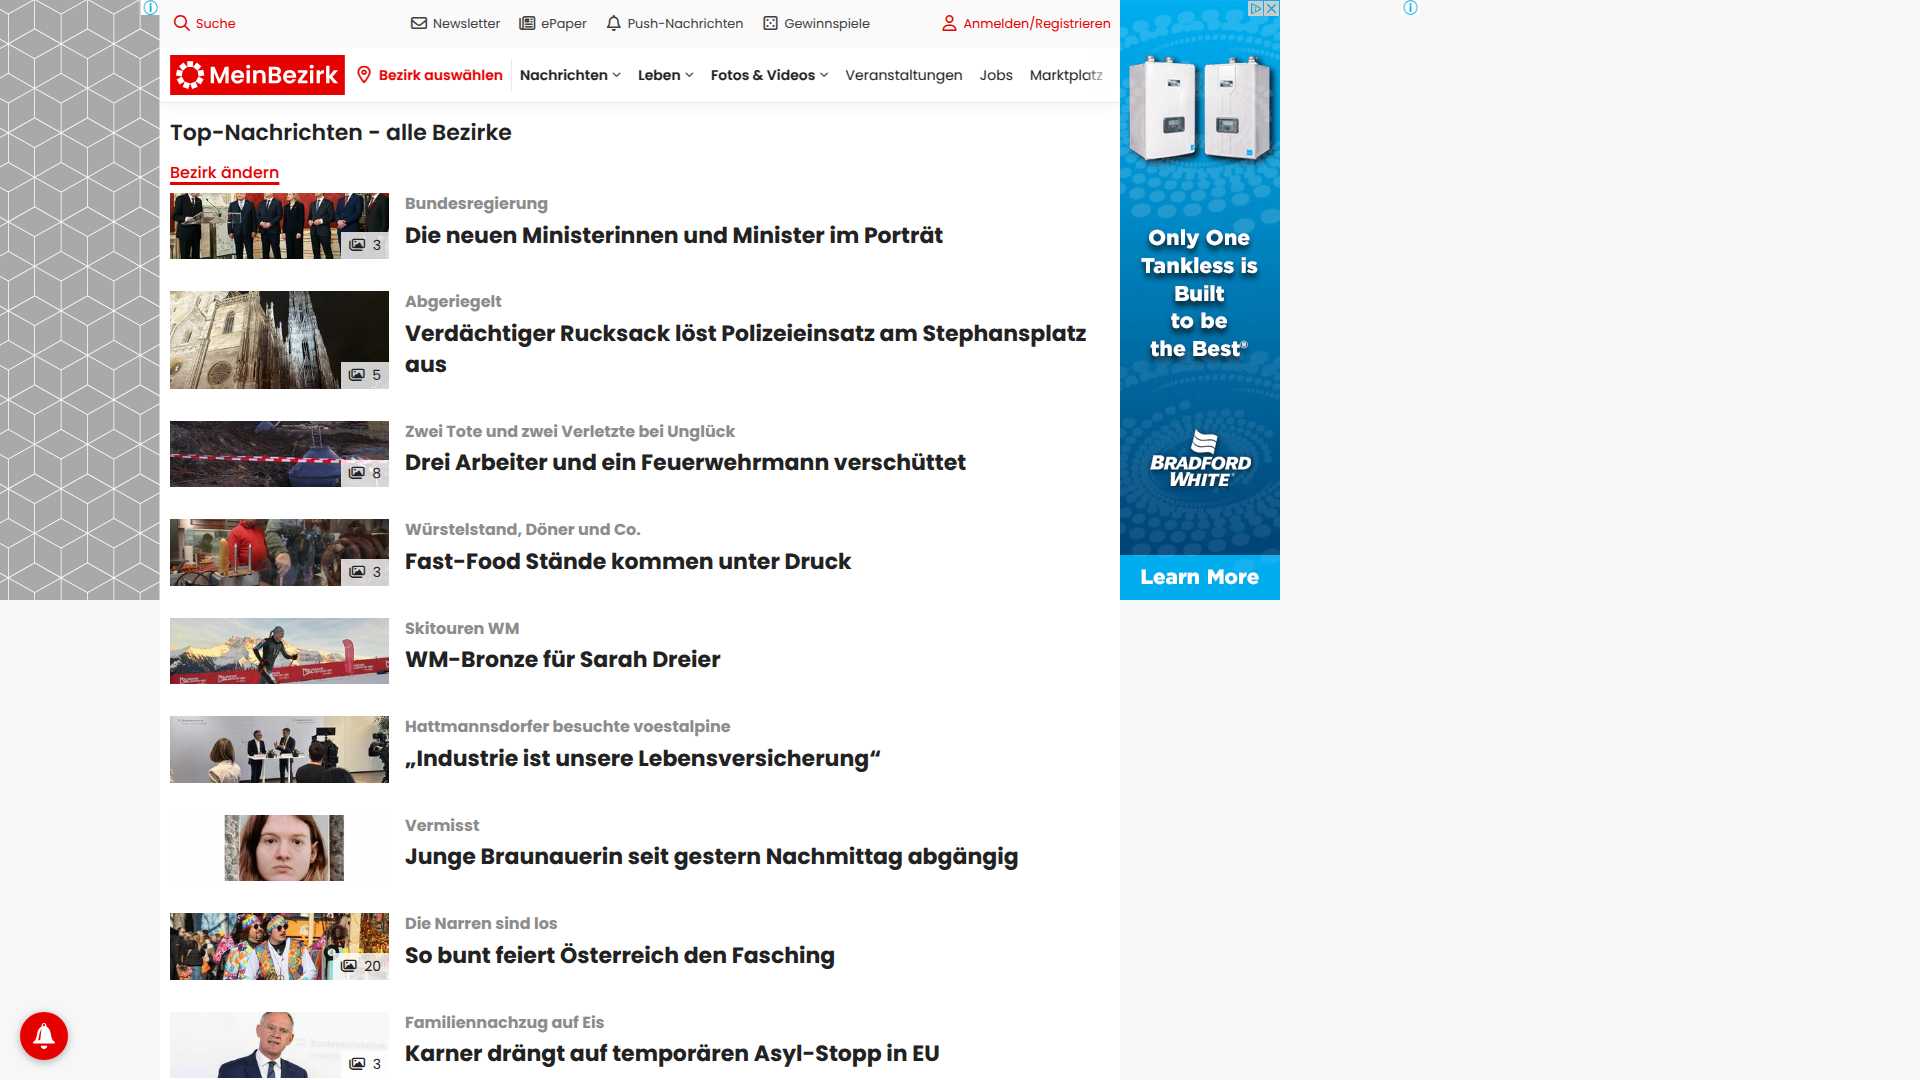 Suche
Newsletter
ePaper
Push-Nachrichten
Gewinnspiele
Anmelden/Registrieren
MeinBezirk
Bezirk auswählen
Nachrichten
Leben
Fotos & Videos
Veranstaltungen
Jobs
Marktplatz
Top-Nachrichten - alle Bezirke
Bezirk ändern
3
Bundesregierung
Die neuen Ministerinnen und Minister im Porträt
5
Abgeriegelt
Verdächtiger Rucksack löst Polizeieinsatz am Stephansplatz
aus
8
Zwei Tote und zwei Verletzte bei Unglück
Drei Arbeiter und ein Feuerwehrmann verschüttet
3
Würstelstand, Döner und Co.
Fast-Food Stände kommen unter Druck
Skitouren WM
WM-Bronze für Sarah Dreier
Hattmannsdorfer besuchte voestalpine
„Industrie ist unsere Lebensversicherung“
Vermisst
Junge Braunauerin seit gestern Nachmittag abgängig
20
Die Narren sind los
So bunt feiert Österreich den Fasching
3
Familiennachzug auf Eis
Karner drängt auf temporären Asyl-Stopp in EU
Only One
Tankless is
Built
to be
the Best®
BRADFORD
WHITE
Learn More